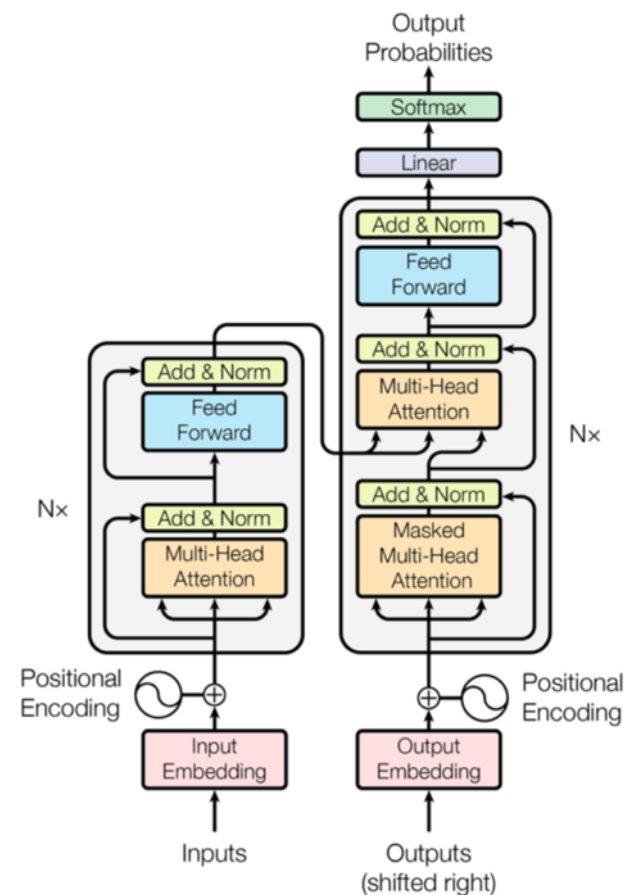 Output
Probabilities
Softmax
Linear
Add & Norm
Feed
Forward
Add & Norm
Multi-Head
Attention
Add & Norm
Masked
Multi-Head
Attention
Nx
Add & Norm
Feed
Forward
Add & Norm
Multi-Head
Attention
N×
Positional
Encoding
Positional
Encoding
Input
Embedding
Output
Embedding
Inputs
Outputs
(shifted right)